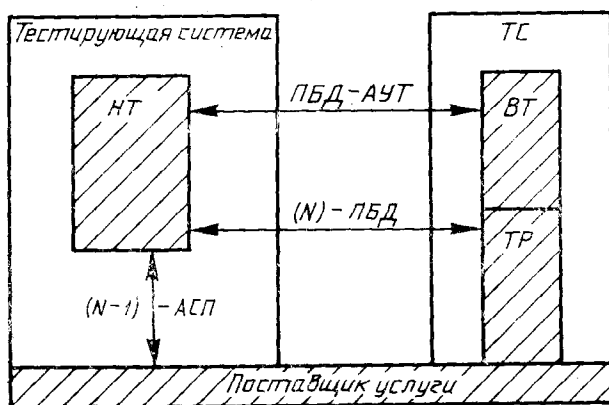 Тестирующая система
ТС
НТ
ПБД-АУТ
ВТ
(N)-ПБД
ТР
(N-1)-АСП
Поставщик услуги